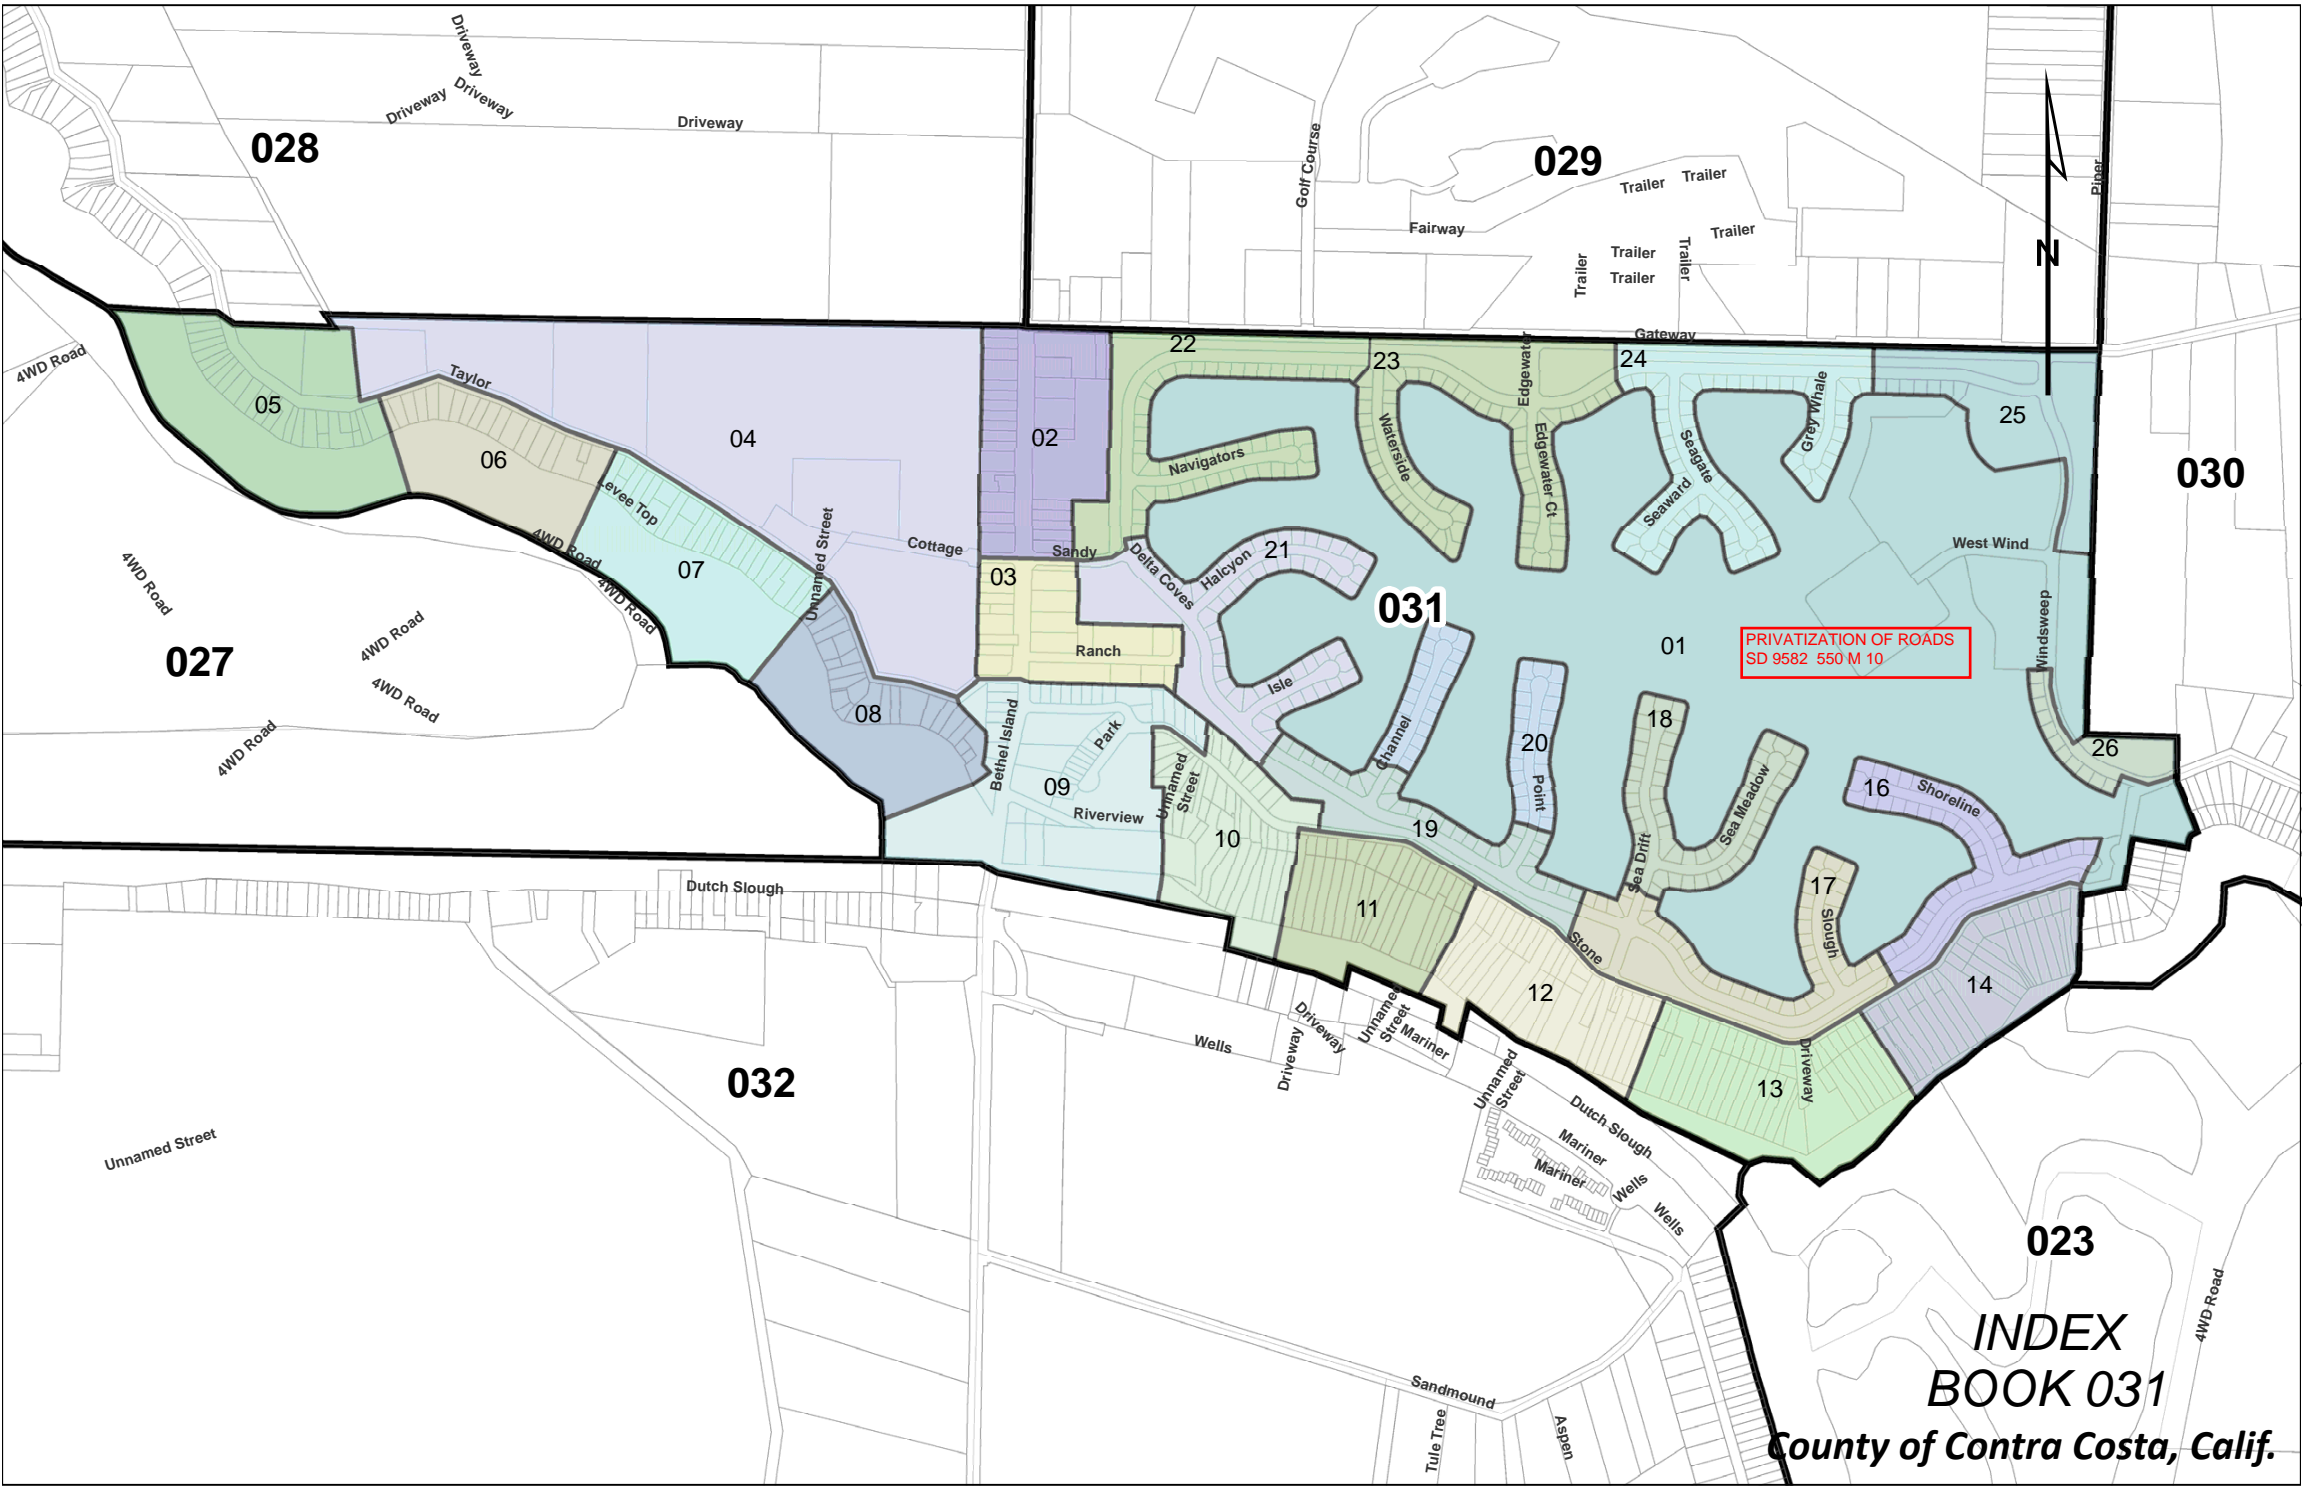 Driveway
Driveway
Driveway
Driveway
028
029
Golf Course
Trailer
Trailer
Piper
Fairway
Trailer
Trailer
Trailer
Trailer
Trailer
N
Gateway
4WD Road
Taylor
05
04
06
02
22
23
24
25
Edgewater
Grey Whale
Navigators
Waterside
Edgewater Ct
Seagate
Seaward
030
Levee Top
4WD Road
4WD Road
4WD Road
07
Unnamed Street
Cottage
Sandy
03
Delta Coves
Halcyon
21
West Wind
Windsweep
031
01
PRIVATIZATION OF ROADS
SD 9582 550 M 10
027
4WD Road
4WD Road
4WD Road
Ranch
Isle
08
Bethel Island
Park
09
Riverview
Unnamed
Street
Channel
20
Point
18
Sea Meadow
26
16
Shoreline
10
19
Sea Drift
17
Slough
Dutch Slough
11
Stone
12
14
13
Driveway
Wells
Driveway
Driveway
Unnamed
Street
Mariner
Unnamed
Street
Dutch Slough
Mariner
Mariner
Wells
Wells
032
Unnamed Street
023
4WD Road
Sandmound
Tule Tree
Aspen
INDEX
BOOK 031
County of Contra Costa, Calif.